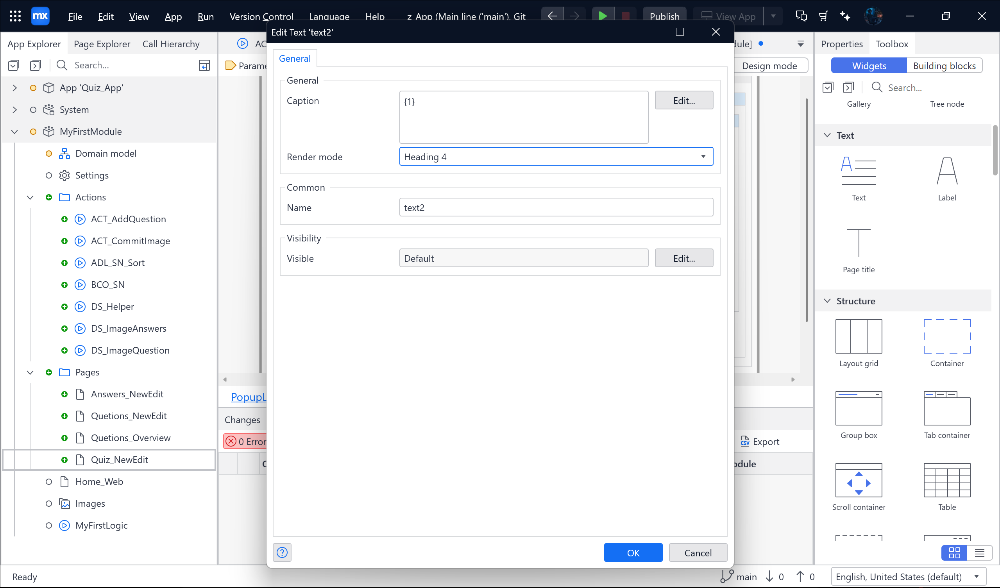 mx File Edit View App Run Version Control Language Help z_App (Main line ('main'), Git Publish View App
Edit Text 'text2'
App Explorer Page Explorer Call Hierarchy
Search...
App 'Quiz_App'
System
MyFirstModule
Domain model
Settings
Actions
ACT_AddQuestion
ACT_CommitImage
ADL_SN_Sort
BCO_SN
DS_Helper
DS_ImageAnswers
DS_ImageQuestion
Pages
Answers_NewEdit
Quetions_NewEdit
Quetions_Overview
Quiz_NewEdit
Home_Web
Images
MyFirstLogic
General
General
Caption {1} Edit...
Render mode Heading 4
Common
Name text2
Visibility
Visible Default Edit...
OK Cancel
Design mode
PopupL
Changes
0 Error
Export
CSV
Properties Toolbox
Widgets Building blocks
Search...
Gallery Tree node
Text
Text Label
Page title
Structure
Layout grid Container
Group box Tab container
Scroll container Table
Ready main 0 0 English, United States (default)